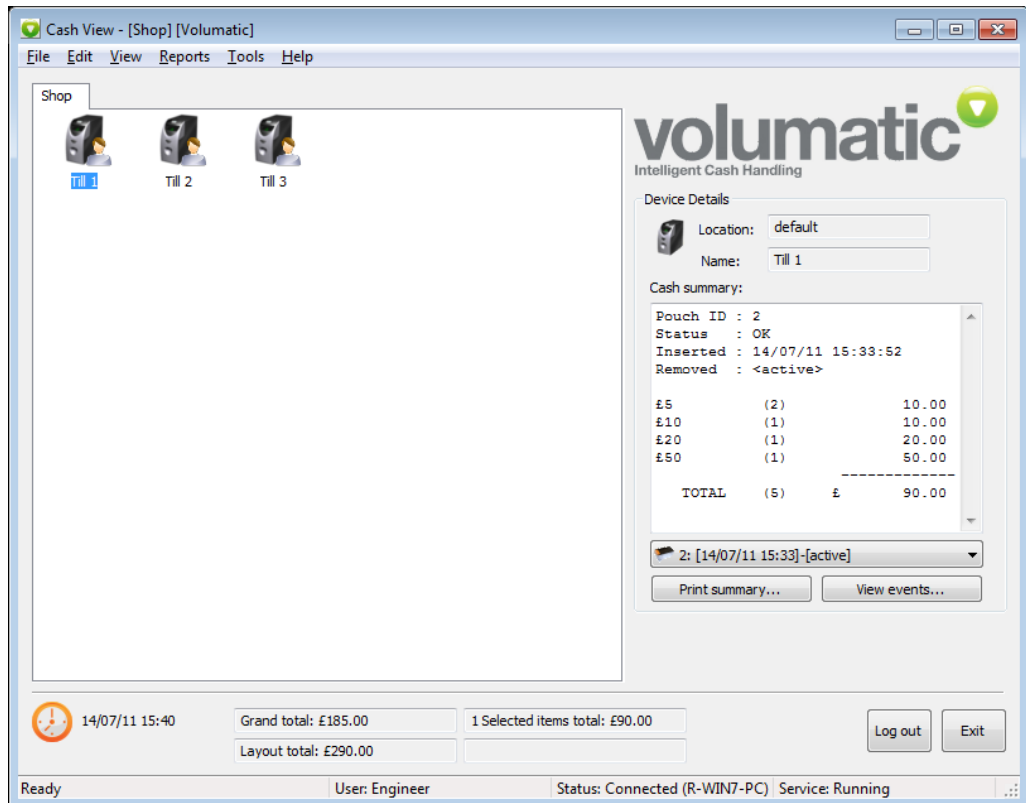 Cash View - [Shop] [Volumatic]
File Edit View Reports Tools Help
Shop
Till 1 Till 2 Till 3
volumatic
Intelligent Cash Handling
Device Details
Location: default
Name: Till 1
Cash summary:
Pouch ID : 2
Status : OK
Inserted : 14/07/11 15:33:52
Removed : <active>
£5 (2) 10.00
£10 (1) 10.00
£20 (1) 20.00
£50 (1) 50.00
-------------
TOTAL (5) £ 90.00
2: [14/07/11 15:33]-[active]
Print summary... View events...
14/07/11 15:40 Grand total: £185.00 1 Selected items total: £90.00
Layout total: £290.00
Log out Exit
Ready User: Engineer Status: Connected (R-WIN7-PC) Service: Running